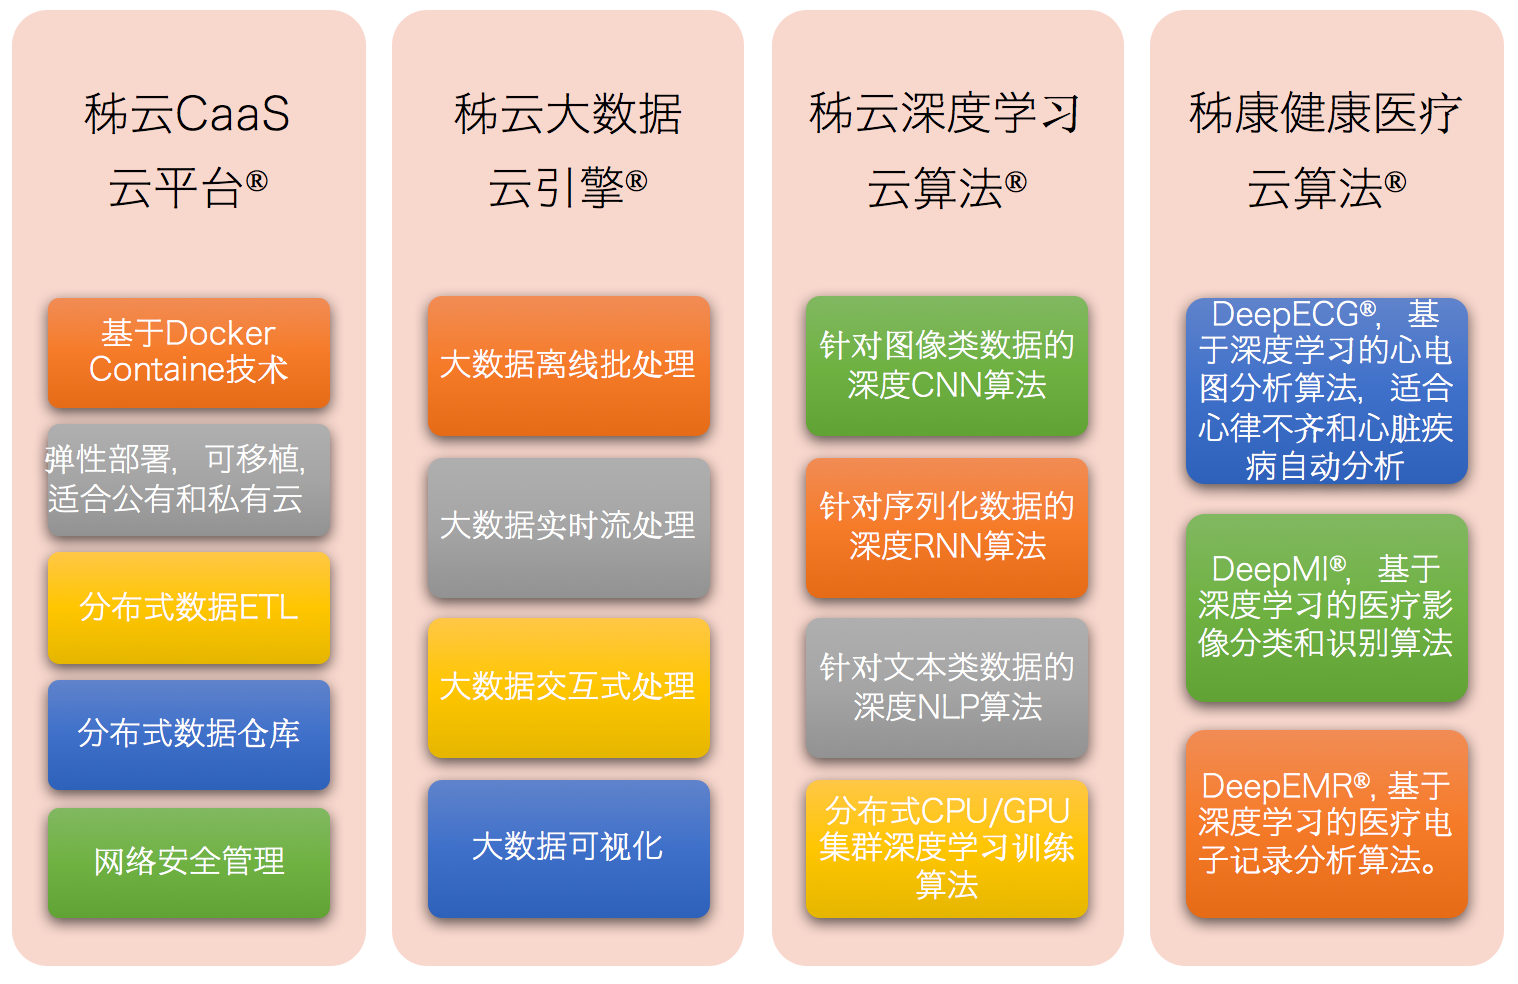 秭云CaaS
云平台®
基于Docker
Containe技术
弹性部署，可移植，
适合公有和私有云
分布式数据ETL
分布式数据仓库
网络安全管理
秭云大数据
云引擎®
大数据离线批处理
大数据实时流处理
大数据交互式处理
大数据可视化
秭云深度学习
云算法®
针对图像类数据的
深度CNN算法
针对序列化数据的
深度RNN算法
针对文本类数据的
深度NLP算法
分布式CPU/GPU
集群深度学习训练
算法
秭康健康医疗
云算法®
DeepECG®，基
于深度学习的心电
图分析算法，适合
心律不齐和心脏疾
病自动分析
DeepMI®，基于
深度学习的医疗影
像分类和识别算法
DeepEMR®, 基于
深度学习的医疗电
子记录分析算法。